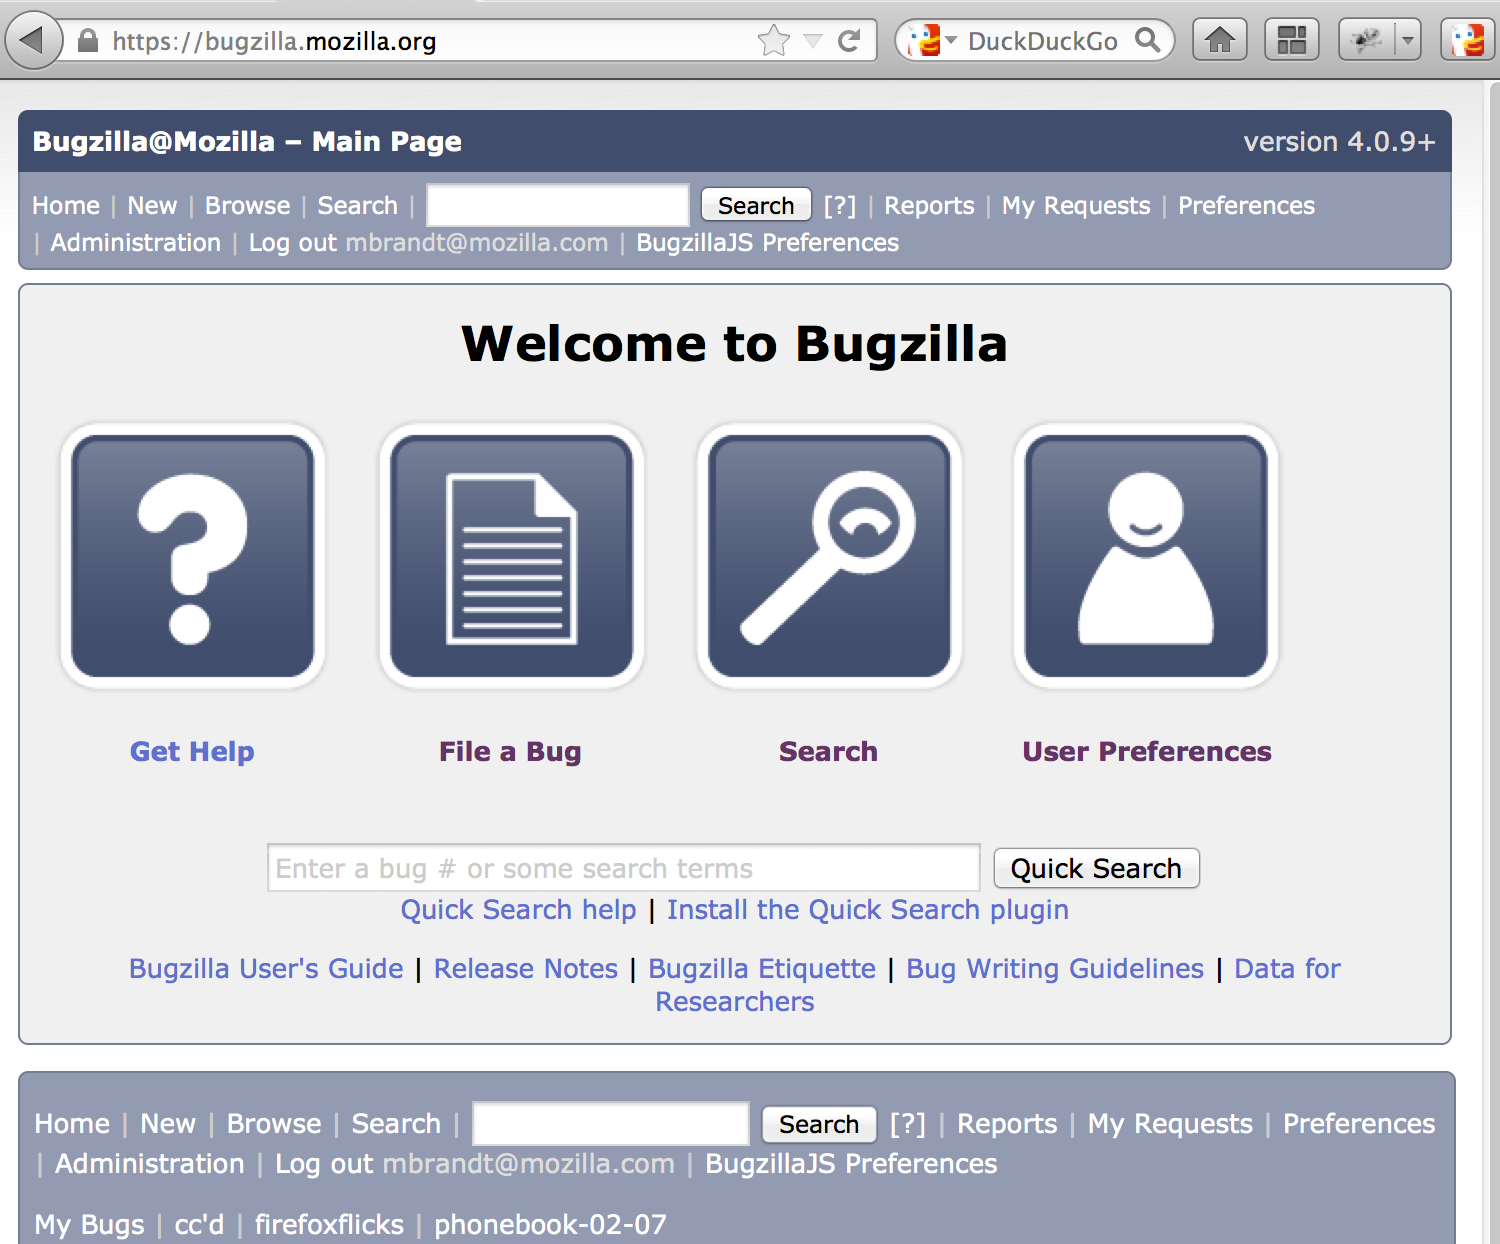 https://bugzilla.mozilla.org DuckDuckGo
Bugzilla@Mozilla – Main Page version 4.0.9+
Home | New | Browse | Search | Search [?] | Reports | My Requests | Preferences
| Administration | Log out mbrandt@mozilla.com | BugzillaJS Preferences
Welcome to Bugzilla
Get Help File a Bug Search User Preferences
Enter a bug # or some search terms Quick Search
Quick Search help | Install the Quick Search plugin
Bugzilla User's Guide | Release Notes | Bugzilla Etiquette | Bug Writing Guidelines | Data for
Researchers
Home | New | Browse | Search | Search [?] | Reports | My Requests | Preferences
| Administration | Log out mbrandt@mozilla.com | BugzillaJS Preferences
My Bugs | cc'd | firefoxflicks | phonebook-02-07